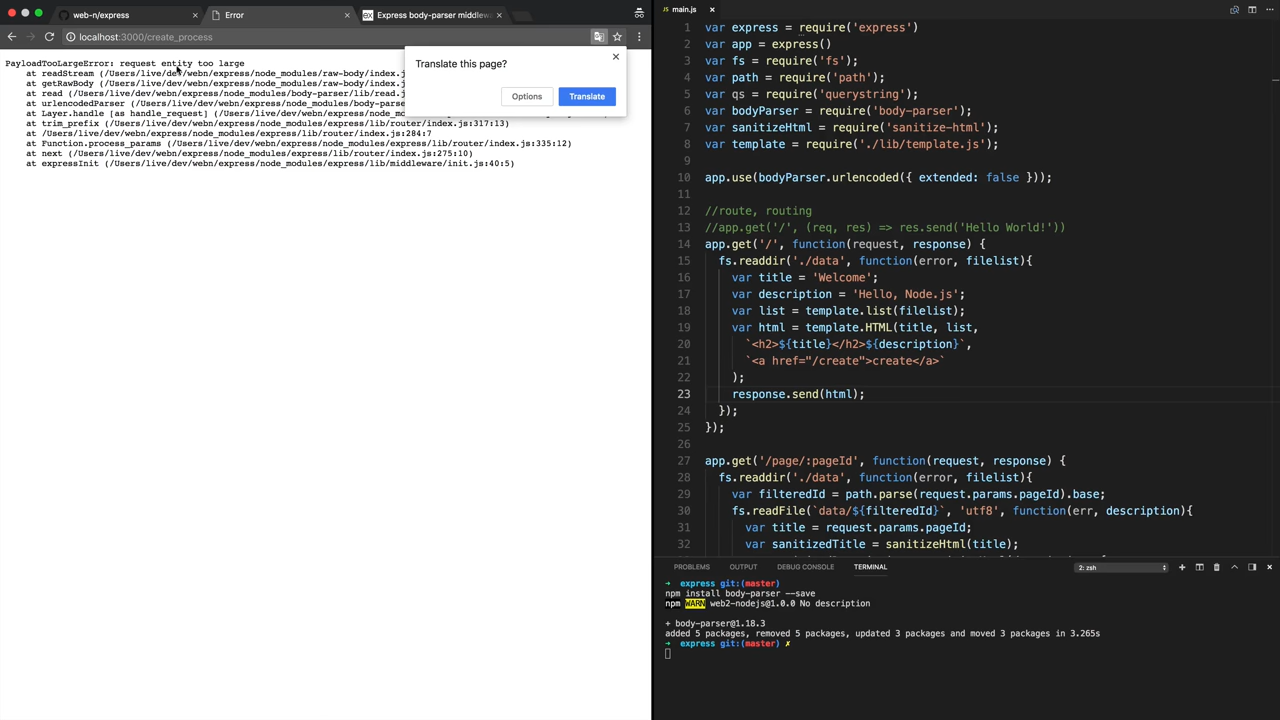 web-n/express
Error
Express body-parser middlewa
localhost:3000/create_process
PayloadTooLargeError: request entity too large
at readStream (/Users/live/dev/webn/express/node_modules/raw-body/index.j
at getRawBody (/Users/live/dev/webn/express/node_modules/raw-body/index.j
at read (/Users/live/dev/webn/express/node_modules/body-parser/lib/read.j
at urlencodedParser (/Users/live/dev/webn/express/node_modules/body-parse
at Layer.handle [as handle_request] (/Users/live/dev/webn/express/node_mo
at trim_prefix (/Users/live/dev/webn/express/node_modules/express/lib/router/index.js:317:13)
at /Users/live/dev/webn/express/node_modules/express/lib/router/index.js:284:7
at Function.process_params (/Users/live/dev/webn/express/node_modules/express/lib/router/index.js:335:12)
at next (/Users/live/dev/webn/express/node_modules/express/lib/router/index.js:275:10)
at expressInit (/Users/live/dev/webn/express/node_modules/express/lib/middleware/init.js:40:5)
Translate this page?
Options
Translate
JS main.js
1 var express = require('express')
2 var app = express()
3 var fs = require('fs');
4 var path = require('path');
5 var qs = require('querystring');
6 var bodyParser = require('body-parser');
7 var sanitizeHtml = require('sanitize-html');
8 var template = require('./lib/template.js');
9
10 app.use(bodyParser.urlencoded({ extended: false }));
11
12 //route, routing
13 //app.get('/', (req, res) => res.send('Hello World!'))
14 app.get('/', function(request, response) {
15 fs.readdir('./data', function(error, filelist){
16 var title = 'Welcome';
17 var description = 'Hello, Node.js';
18 var list = template.list(filelist);
19 var html = template.HTML(title, list,
20 `<h2>${title}</h2>${description}`,
21 `<a href="/create">create</a>`
22 );
23 response.send(html);
24 });
25 });
26
27 app.get('/page/:pageId', function(request, response) {
28 fs.readdir('./data', function(error, filelist){
29 var filteredId = path.parse(request.params.pageId).base;
30 fs.readFile(`data/${filteredId}`, 'utf8', function(err, description){
31 var title = request.params.pageId;
32 var sanitizedTitle = sanitizeHtml(title);
PROBLEMS OUTPUT DEBUG CONSOLE TERMINAL 2: zsh
➜ express git:(master)
npm install body-parser --save
npm WARN web2-nodejs@1.0.0 No description
+ body-parser@1.18.3
added 5 packages, removed 5 packages, updated 3 packages and moved 3 packages in 3.265s
➜ express git:(master) ✗